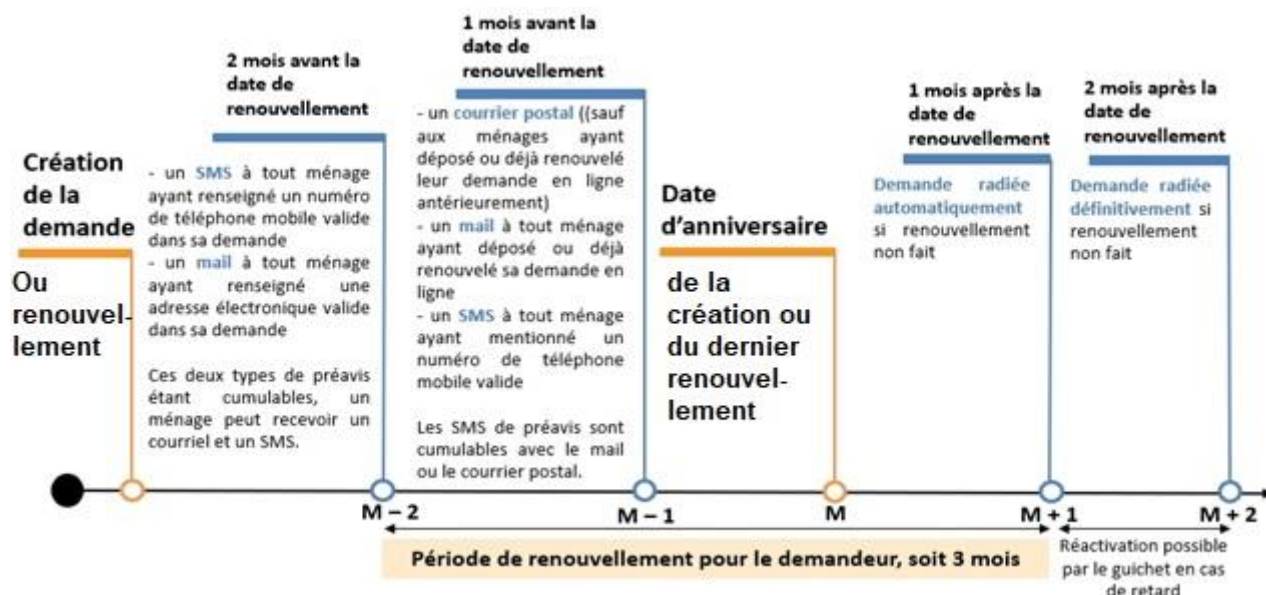 Création
de la
demande
Ou
renouvel-
lement
2 mois avant la
date de
renouvellement
- un SMS à tout ménage
ayant renseigné un numéro
de téléphone mobile valide
dans sa demande
- un mail à tout ménage
ayant renseigné une
adresse électronique valide
dans sa demande
Ces deux types de préavis
étant cumulables, un
ménage peut recevoir un
courriel et un SMS.
1 mois avant la
date de
renouvellement
- un courrier postal ((sauf
aux ménages ayant
déposé ou déjà renouvelé
leur demande en ligne
antérieurement)
- un mail à tout ménage
ayant déposé ou déjà
renouvelé sa demande en
ligne
- un SMS à tout ménage
ayant mentionné un
numéro de téléphone
mobile valide
Les SMS de préavis sont
cumulables avec le mail
ou le courrier postal.
Date
d'anniversaire
de la
création ou
du dernier
renouvel-
lement
1 mois après la
date de
renouvellement
Demande radiée
automatiquement
si renouvellement
non fait
2 mois après la
date de
renouvellement
Demande radiée
définitivement si
renouvellement
non fait
M – 2
M – 1
M
M + 1
M + 2
Période de renouvellement pour le demandeur, soit 3 mois
Réactivation possible
par le guichet en cas
de retard